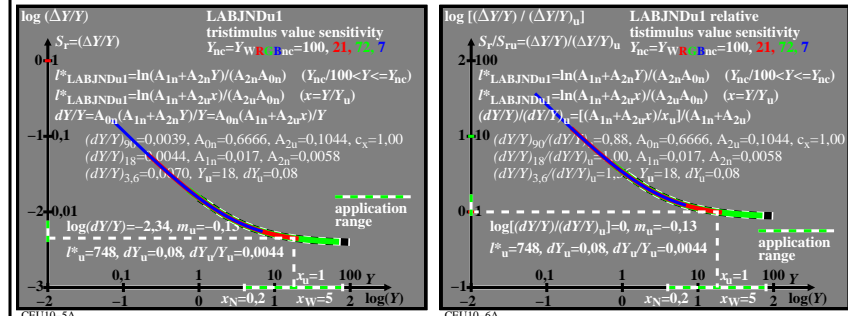 log (ΔY/Y)
LABJNDu1
tristimulus value sensitivity
Sr=(ΔY/Y)
Ync=YWRGBnc=100, 21, 72, 7
l*LABJNDu1=ln(A1n+A2nY)/(A2nA0n) (Ync/100<Y<=Ync)
l*LABJNDu1=ln(A1n+A2ux)/(A2uA0n) (x=Y/Yu)
dY/Y=A0n(A1n+A2nY)/Y=A0n(A1n+A2ux)/Y
(dY/Y)90=0,0039, A0n=0,6666, A2u=0,1044, cx=1,00
(dY/Y)18=0,0044, A1n=0,017, A2n=0,0058
(dY/Y)3,6=0,0070, Yu=18, dYu=0,08
0 1
−1 0,1
−2 0,01
−3
application
range
log(dY/Y)=−2,34, mu=−0,13
l*u=748, dYu=0,08, dYu/Yu=0,0044
xu=1
0,1 1 10 100 Y
−2 −1 0 1 2 log(Y)
xN=0,2 xW=5
CEU10-5A
log [(ΔY/Y) / (ΔY/Y)u]
LABJNDu1 relative
tristimulus value sensitivity
Sr/Sru=(ΔY/Y)/(ΔY/Y)u
Ync=YWRGBnc=100, 21, 72, 7
l*LABJNDu1=ln(A1n+A2nY)/(A2nA0n) (Ync/100<Y<=Ync)
l*LABJNDu1=ln(A1n+A2ux)/(A2uA0n) (x=Y/Yu)
(dY/Y)/(dY/Y)u=[(A1n+A2ux)/xu]/(A1n+A2u)
(dY/Y)90/(dY/Y)u=0,88, A0n=0,6666, A2u=0,1044, cx=1,00
(dY/Y)18/(dY/Y)u=1,00, A1n=0,017, A2n=0,0058
Yu=18, dYu=0,08
2 100
1 10
0 1
−1
log[(dY/Y)/(dY/Y)u]=0, mu=−0,13
l*u=748, dYu=0,08, dYu/Yu=0,0044
application
range
xu=1
0,1 1 10 100 Y
−2 −1 0 1 2 log(Y)
xN=0,2 xW=5
CEU10-6A